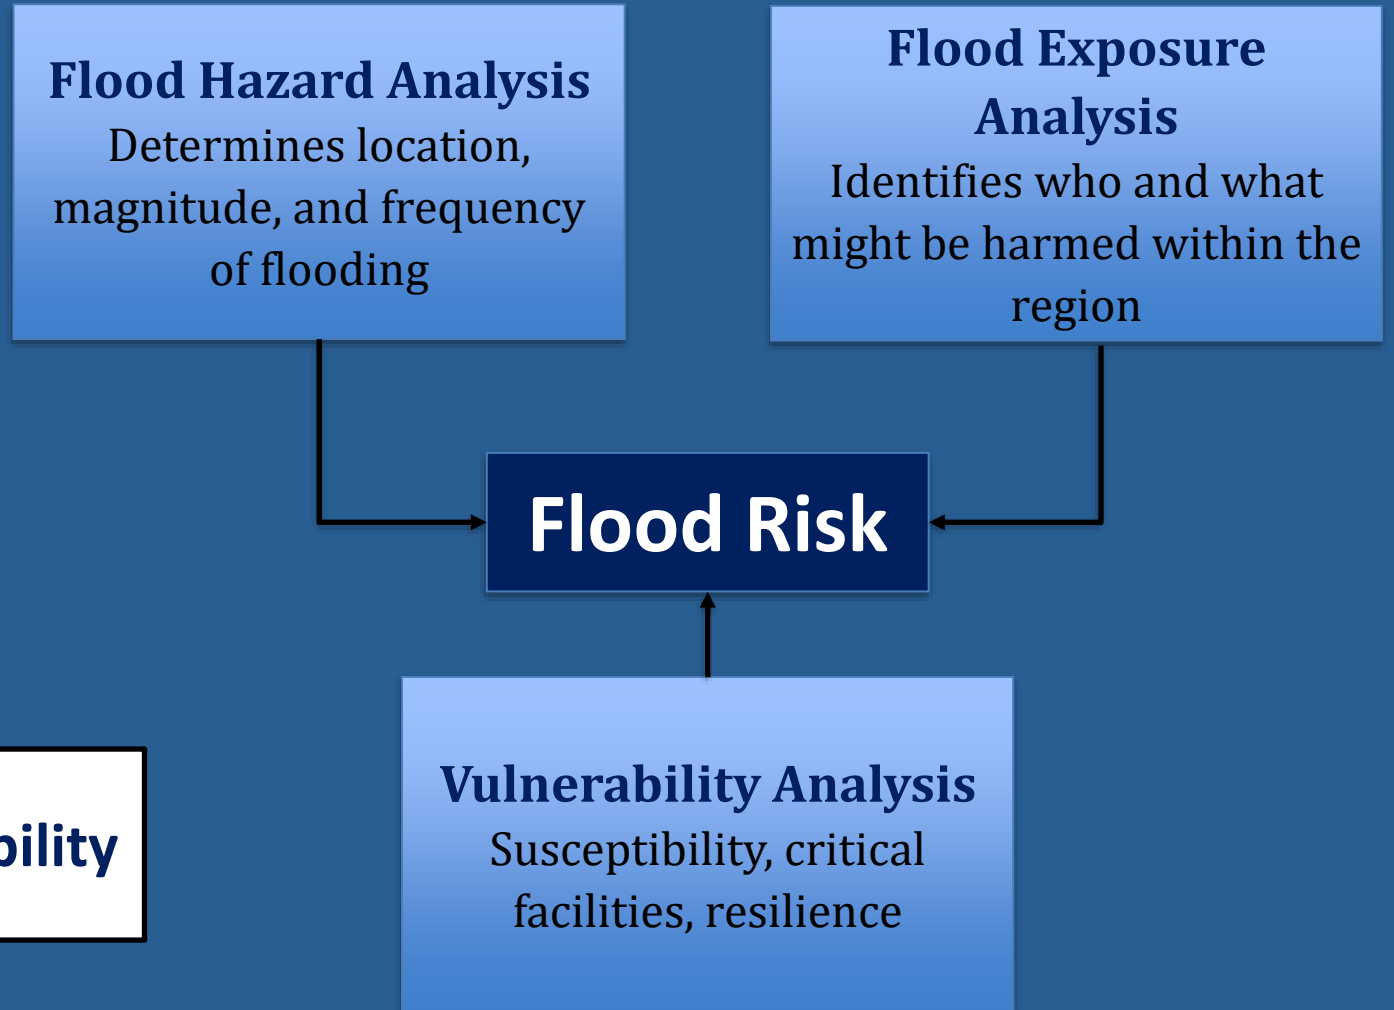 Flood Hazard Analysis
Determines location,
magnitude, and frequency
of flooding
Flood Exposure
Analysis
Identifies who and what
might be harmed within the
region
Flood Risk
Vulnerability Analysis
Susceptibility, critical
facilities, resilience